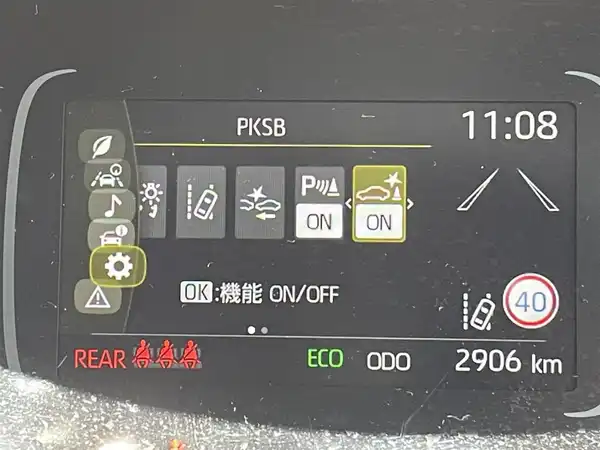 PKSB
11:08
P
ON
ON
OK:機能 ON/OFF
40
REAR
ECO
ODO
2906 km